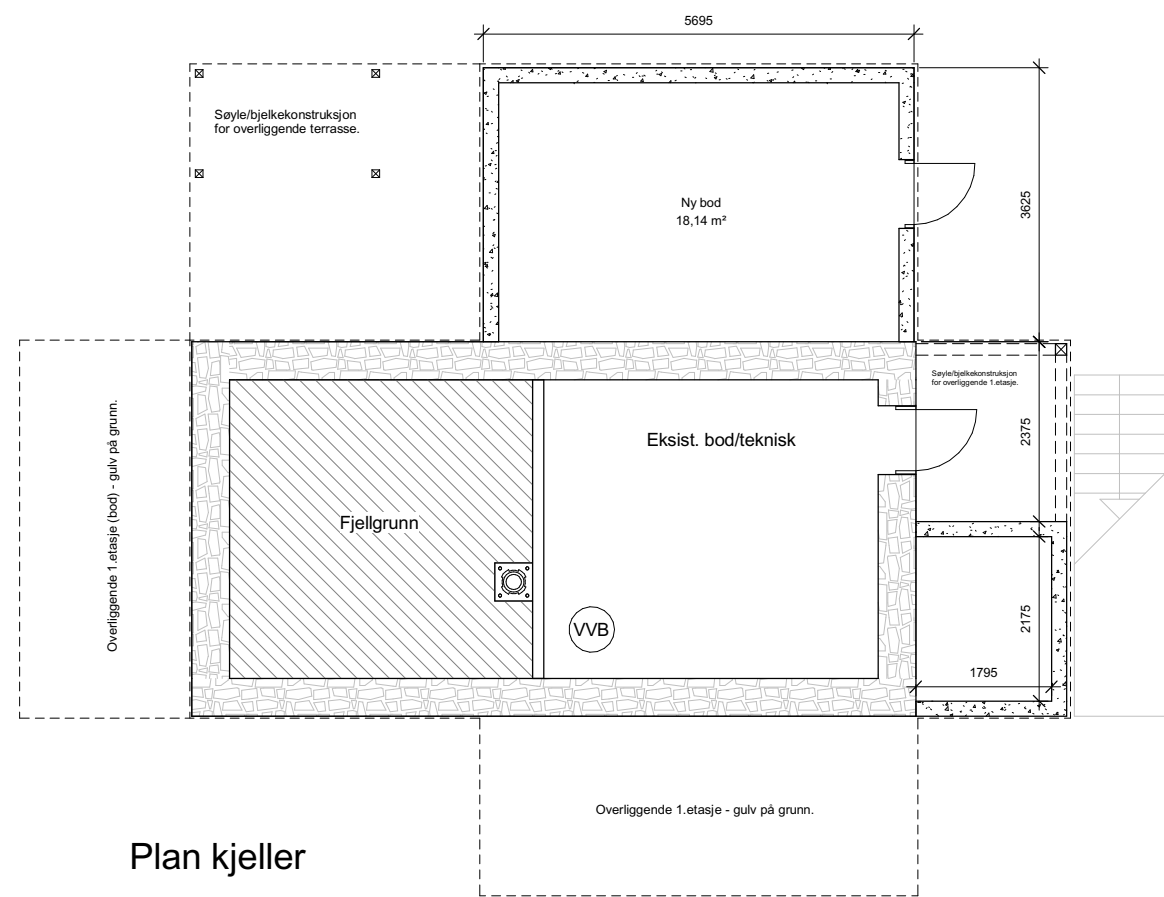 5695
Søyle/bjelkekonstruksjon
for overliggende terrasse.
Ny bod
18,14 m²
3625
Søyle/bjelkekonstruksjon
for overliggende 1.etasje.
Eksist. bod/teknisk
2375
Overliggende 1.etasje (bod) - gulv på grunn.
Fjellgrunn
VVB
2175
1795
Overliggende 1.etasje - gulv på grunn.
Plan kjeller